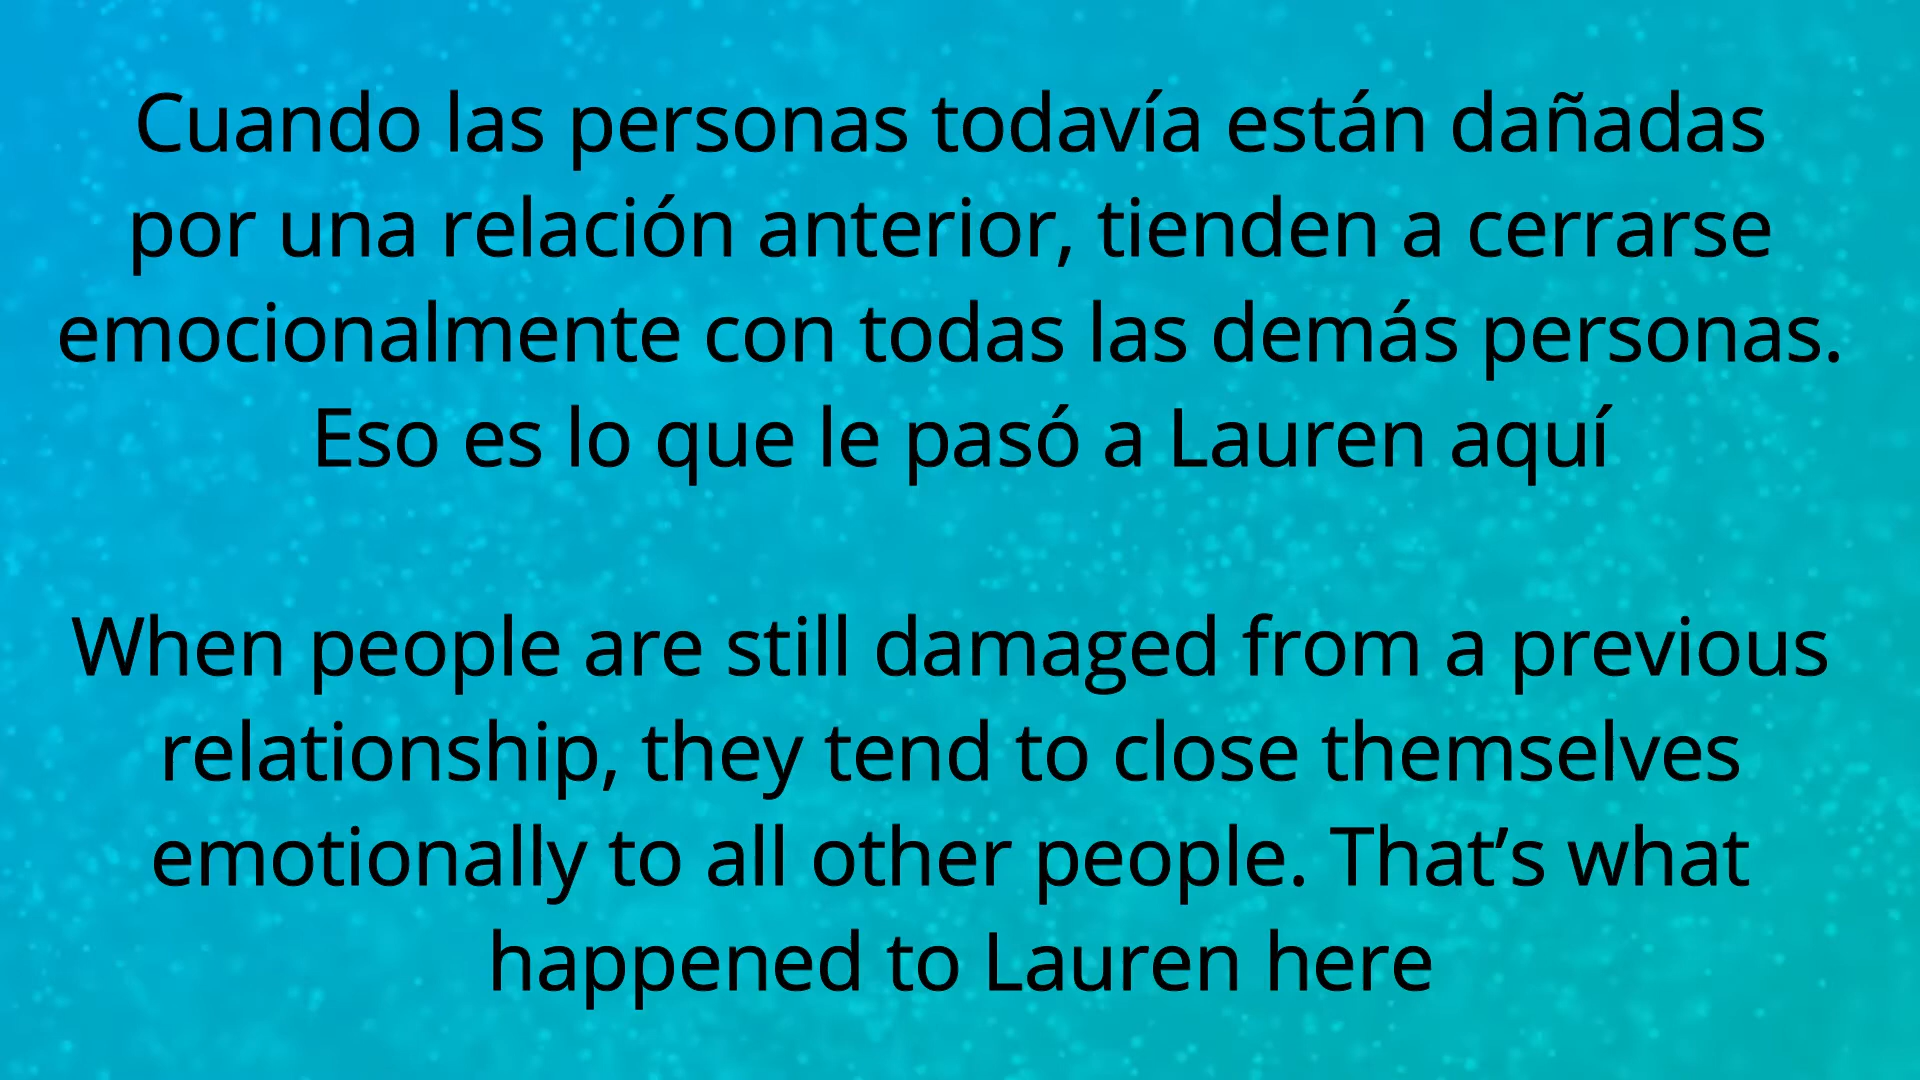 Cuando las personas todavía están dañadas
por una relación anterior, tienden a cerrarse
emocionalmente con todas las demás personas.
Eso es lo que le pasó a Lauren aquí
When people are still damaged from a previous
relationship, they tend to close themselves
emotionally to all other people. That’s what
happened to Lauren here